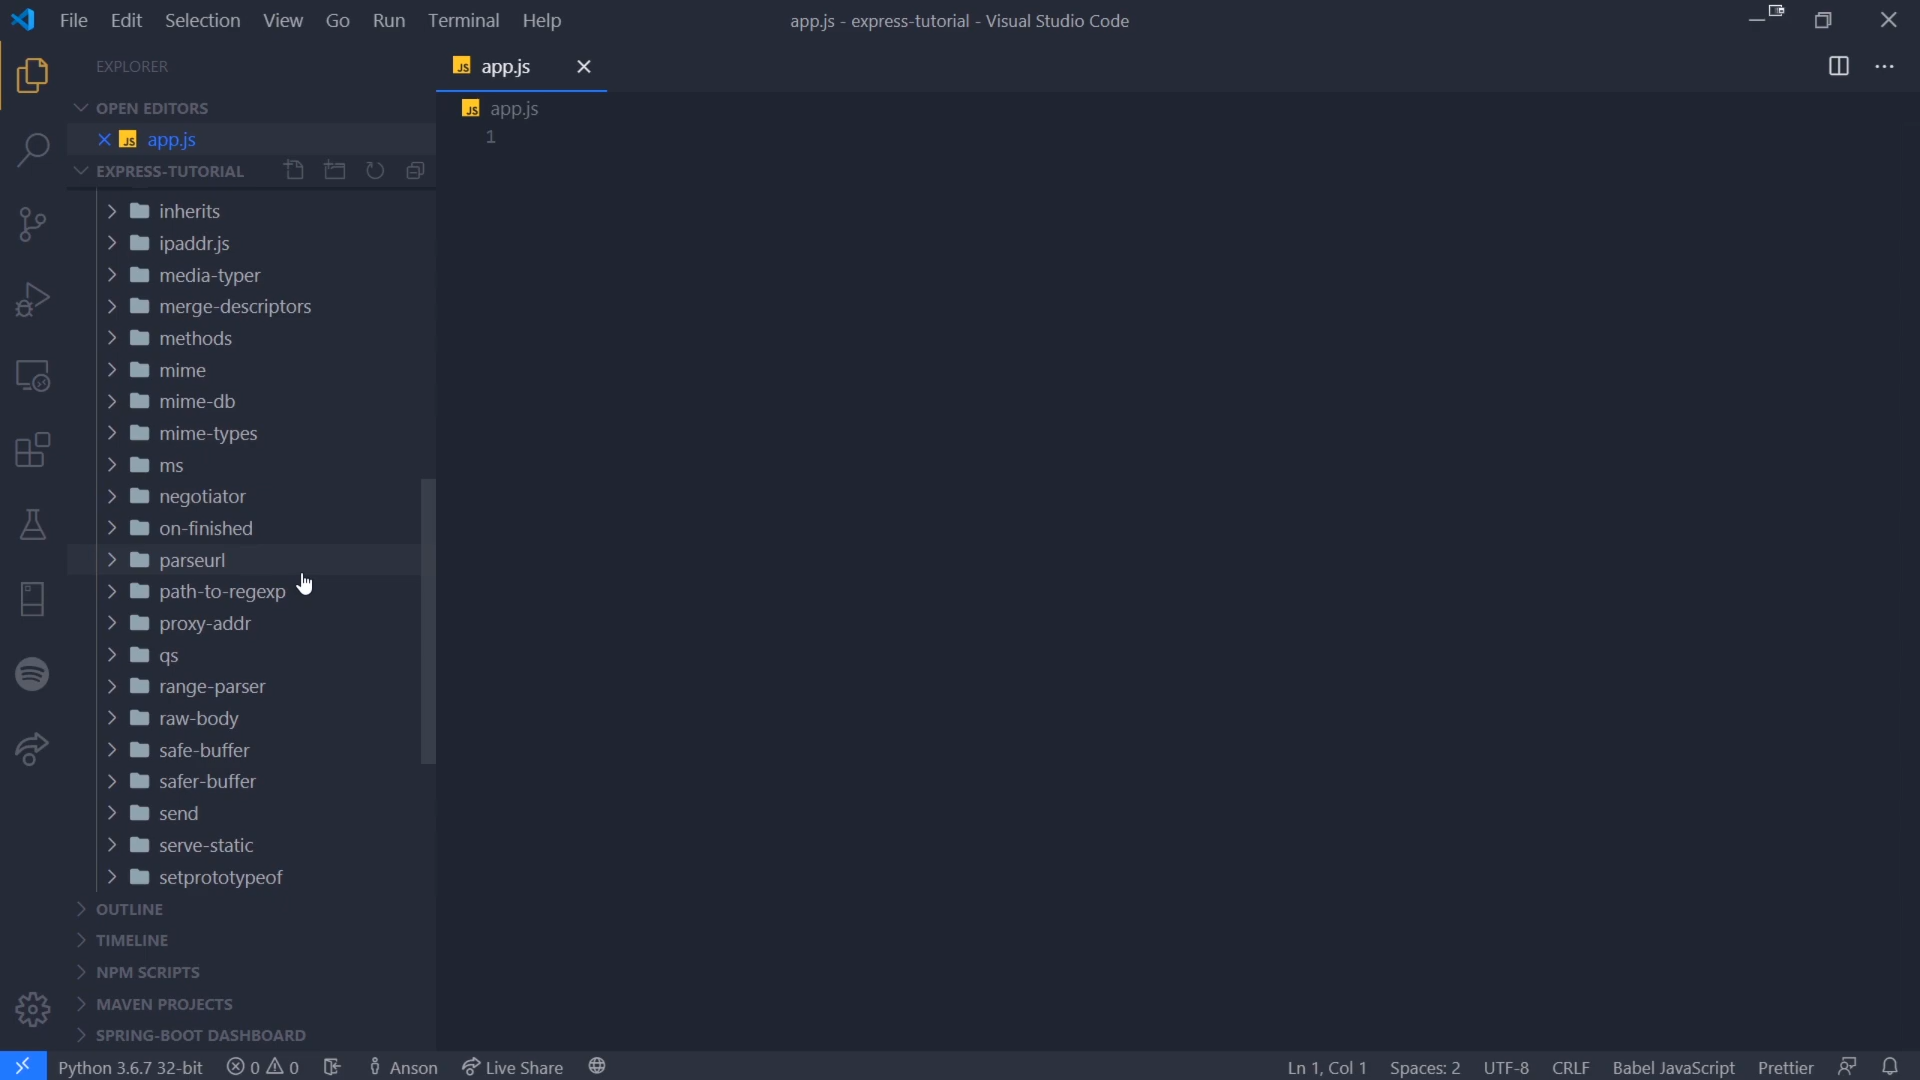 File Edit Selection View Go Run Terminal Help
app.js - express-tutorial - Visual Studio Code
EXPLORER
JS app.js
OPEN EDITORS
JS app.js
JS app.js
1
EXPRESS-TUTORIAL
inherits
ipaddr.js
media-typer
merge-descriptors
methods
mime
mime-db
mime-types
ms
negotiator
on-finished
parseurl
path-to-regexp
proxy-addr
qs
range-parser
raw-body
safe-buffer
safer-buffer
send
serve-static
setprototypeof
OUTLINE
TIMELINE
NPM SCRIPTS
MAVEN PROJECTS
SPRING-BOOT DASHBOARD
Python 3.6.7 32-bit 0 0 Anson Live Share Ln 1, Col 1 Spaces: 2 UTF-8 CRLF Babel JavaScript Prettier